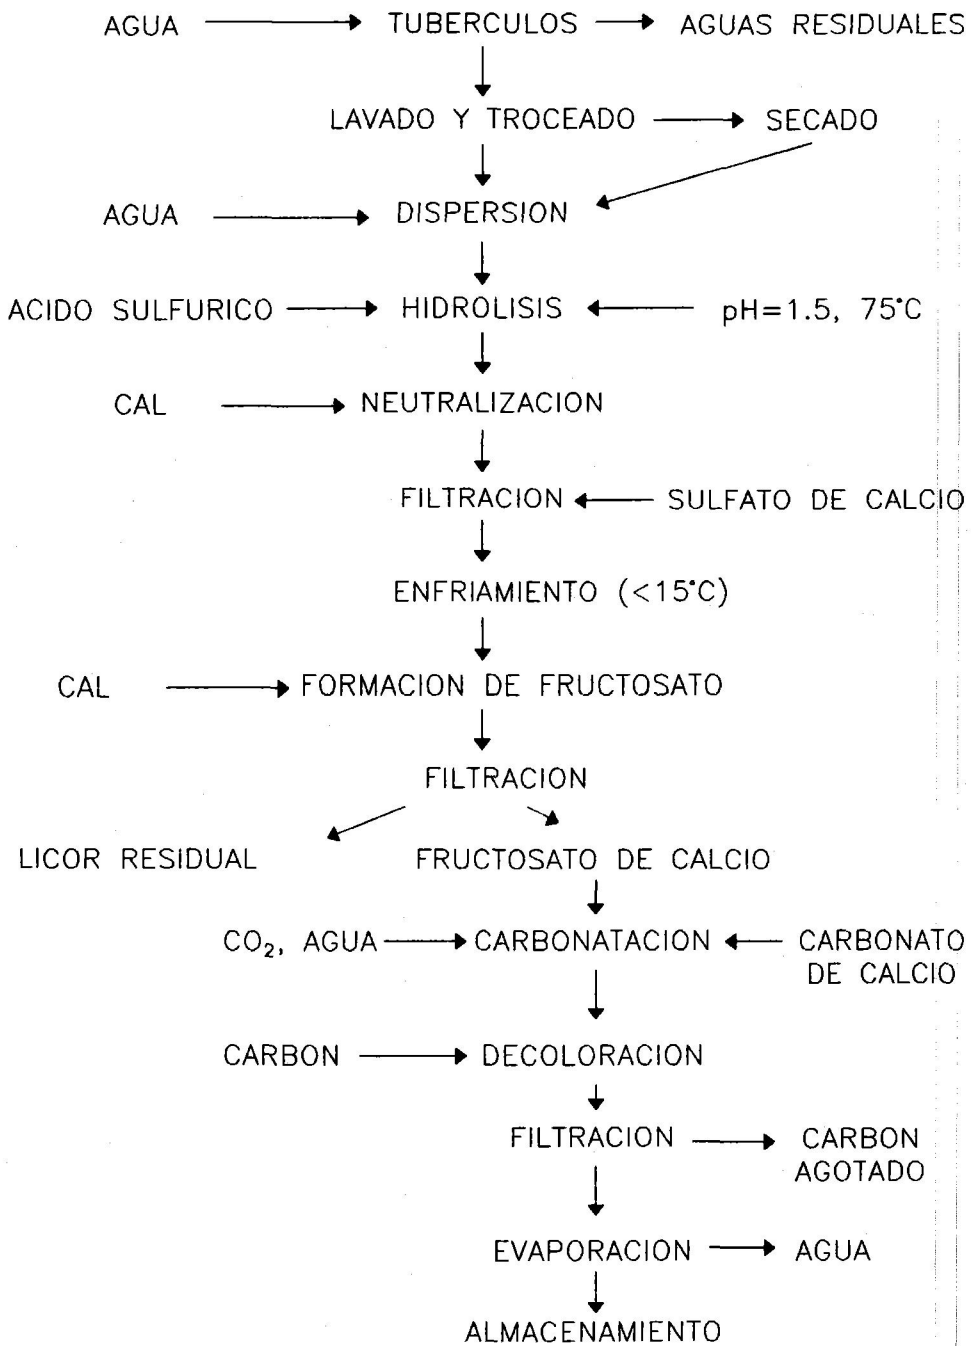 AGUA TUBERCULOS AGUAS RESIDUALES
LAVADO Y TROCEADO SECADO
AGUA DISPERSION
ACIDO SULFURICO HIDROLISIS pH=1.5, 75°C
CAL NEUTRALIZACION
FILTRACION SULFATO DE CALCIO
ENFRIAMIENTO (<15°C)
CAL FORMACION DE FRUCTOSATO
FILTRACION
LICOR RESIDUAL FRUCTOSATO DE CALCIO
CO₂, AGUA CARBONATACION CARBONATO
DE CALCIO
CARBON DECOLORACION
FILTRACION CARBON
AGOTADO
EVAPORACION AGUA
ALMACENAMIENTO